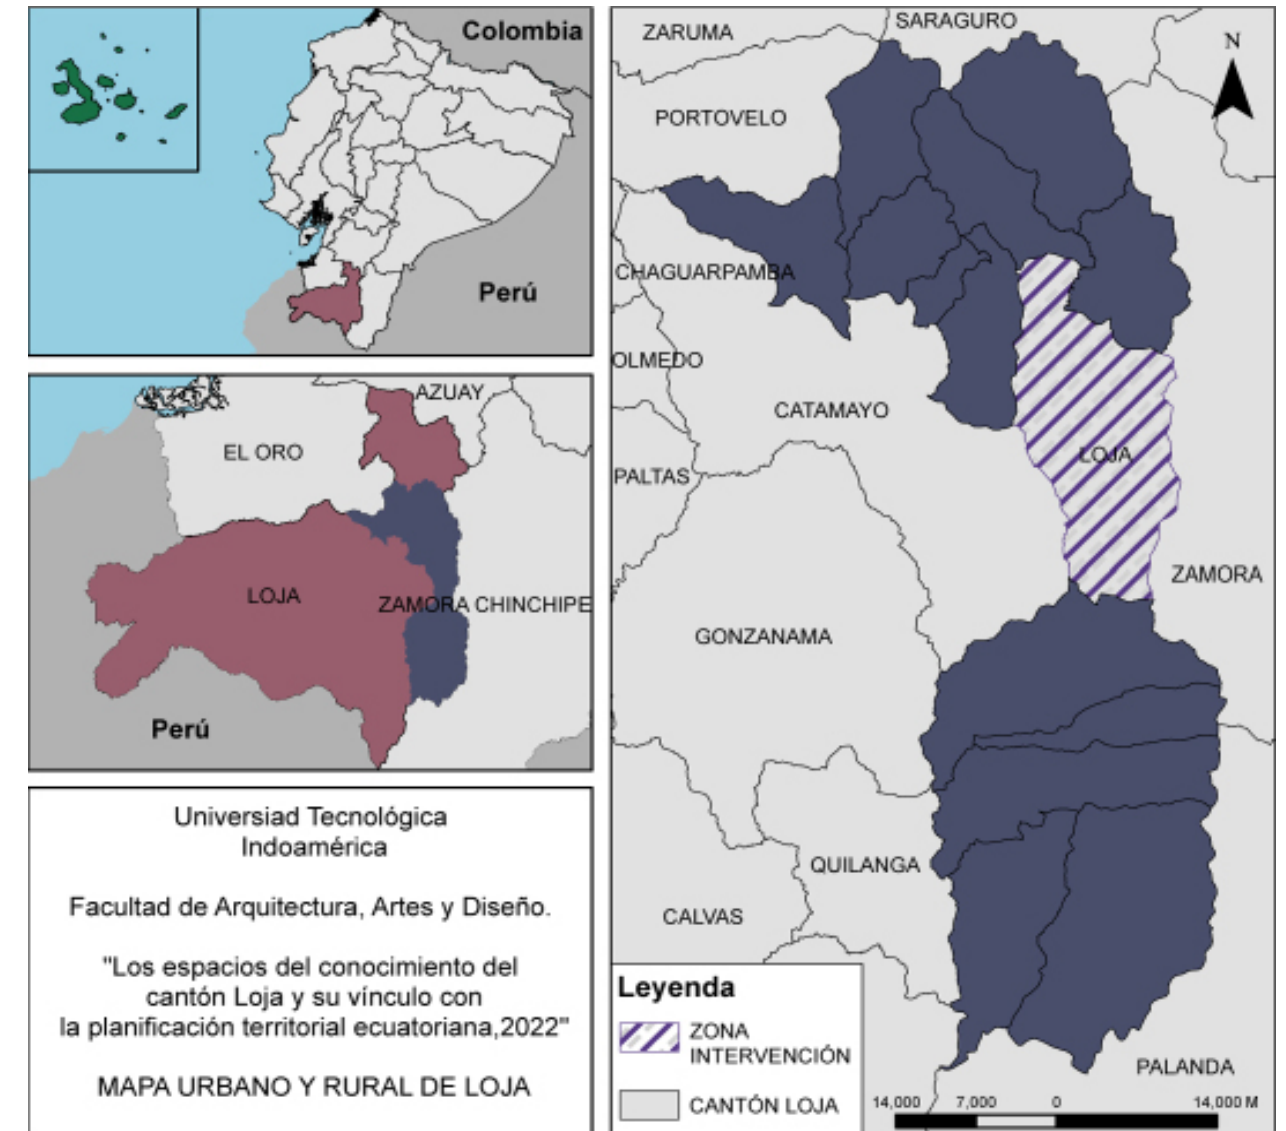 Colombia
Perú
AZUAY
EL ORO
LOJA
ZAMORA CHINCHIPE
Perú
Universiad Tecnológica
Indoamérica
Facultad de Arquitectura, Artes y Diseño.
"Los espacios del conocimiento del
cantón Loja y su vínculo con
la planificación territorial ecuatoriana,2022"
MAPA URBANO Y RURAL DE LOJA
SARAGURO
ZARUMA
N
PORTOVELO
CHAGUARPAMBA
OLMEDO
CATAMAYO
LOJA
PALTAS
ZAMORA
GONZANAMA
QUILANGA
CALVAS
PALANDA
Leyenda
ZONA
INTERVENCIÓN
CANTÓN LOJA
14,000 7,000 0 14,000 M